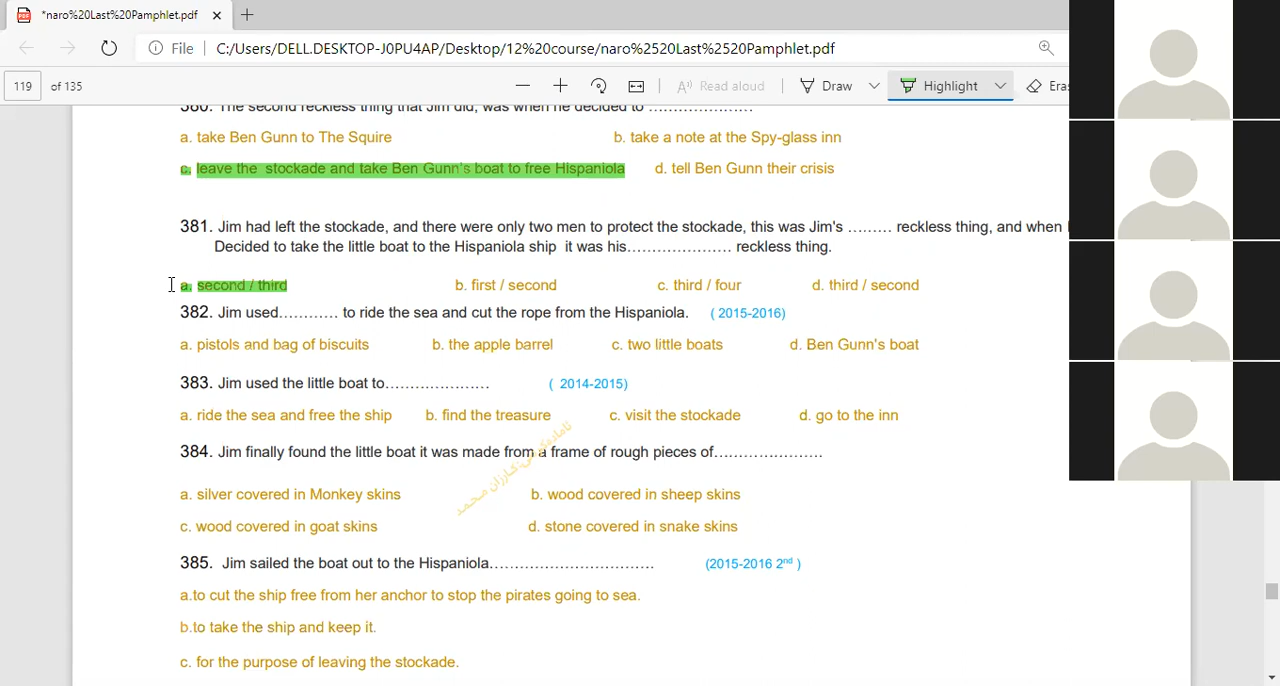 *naro%20Last%20Pamphlet.pdf
File C:/Users/DELL.DESKTOP-J0PU4AP/Desktop/12%20course/naro%2520Last%2520Pamphlet.pdf
119 of 135 Read aloud Draw Highlight Eras
380. The second reckless thing that Jim did, was when he decided to ....................
a. take Ben Gunn to The Squire b. take a note at the Spy-glass inn
c. leave the stockade and take Ben Gunn's boat to free Hispaniola d. tell Ben Gunn their crisis
381. Jim had left the stockade, and there were only two men to protect the stockade, this was Jim's ......... reckless thing, and when
Decided to take the little boat to the Hispaniola ship it was his.................... reckless thing.
a. second / third b. first / second c. third / four d. third / second
382. Jim used............ to ride the sea and cut the rope from the Hispaniola. ( 2015-2016)
a. pistols and bag of biscuits b. the apple barrel c. two little boats d. Ben Gunn's boat
383. Jim used the little boat to.................... ( 2014-2015)
a. ride the sea and free the ship b. find the treasure c. visit the stockade d. go to the inn
384. Jim finally found the little boat it was made from a frame of rough pieces of.....................
a. silver covered in Monkey skins b. wood covered in sheep skins
c. wood covered in goat skins d. stone covered in snake skins
ئامادەکردنی: کارزان محمد
385. Jim sailed the boat out to the Hispaniola............................... (2015-2016 2nd )
a.to cut the ship free from her anchor to stop the pirates going to sea.
b.to take the ship and keep it.
c. for the purpose of leaving the stockade.